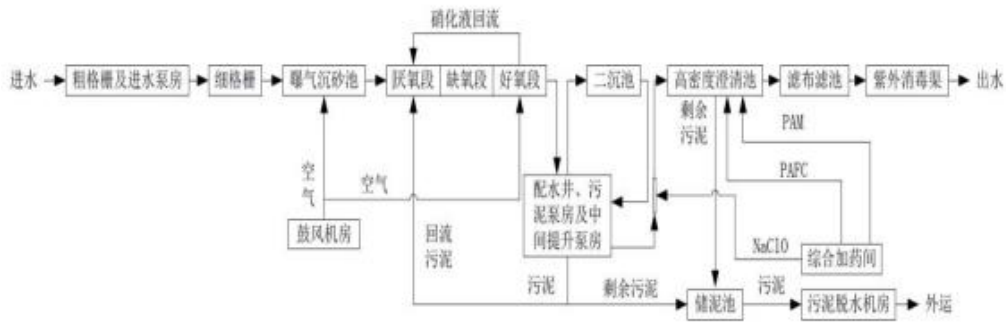 硝化液回流
进水
粗格栅及进水泵房
细格栅
曝气沉砂池
厌氧段
缺氧段
好氧段
二沉池
高密度澄清池
滤布滤池
紫外消毒渠
出水
剩余
污泥
PAM
PAFC
空
气
空气
配水井、污
泥泵房及中
间提升泵房
鼓风机房
回流
污泥
NaClO
综合加药间
污泥
剩余污泥
储泥池
污泥
污泥脱水机房
外运